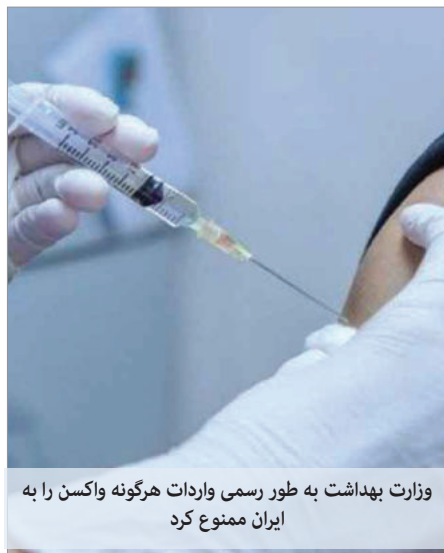 وزارت بهداشت به طور رسمی واردات هرگونه واکسن را به
ایران ممنوع کرد